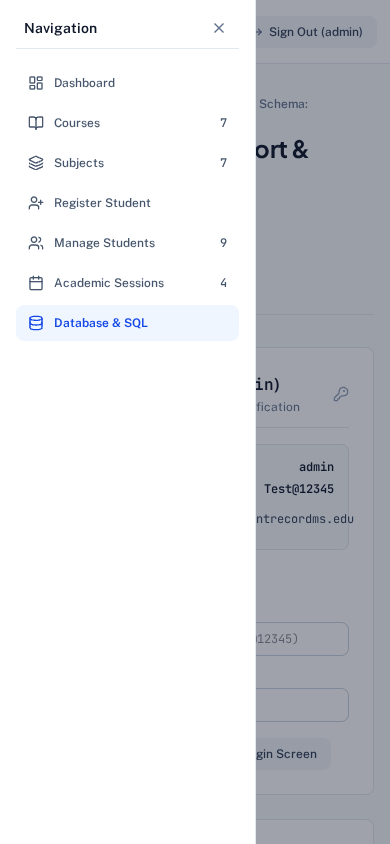 Navigation
Sign Out (admin)
Dashboard
Schema:
Courses 7
ort &
Subjects 7
Register Student
Manage Students 9
Academic Sessions 4
Database & SQL
in)
fication
admin
Test@12345
ntrecordms.edu
@12345)
gin Screen